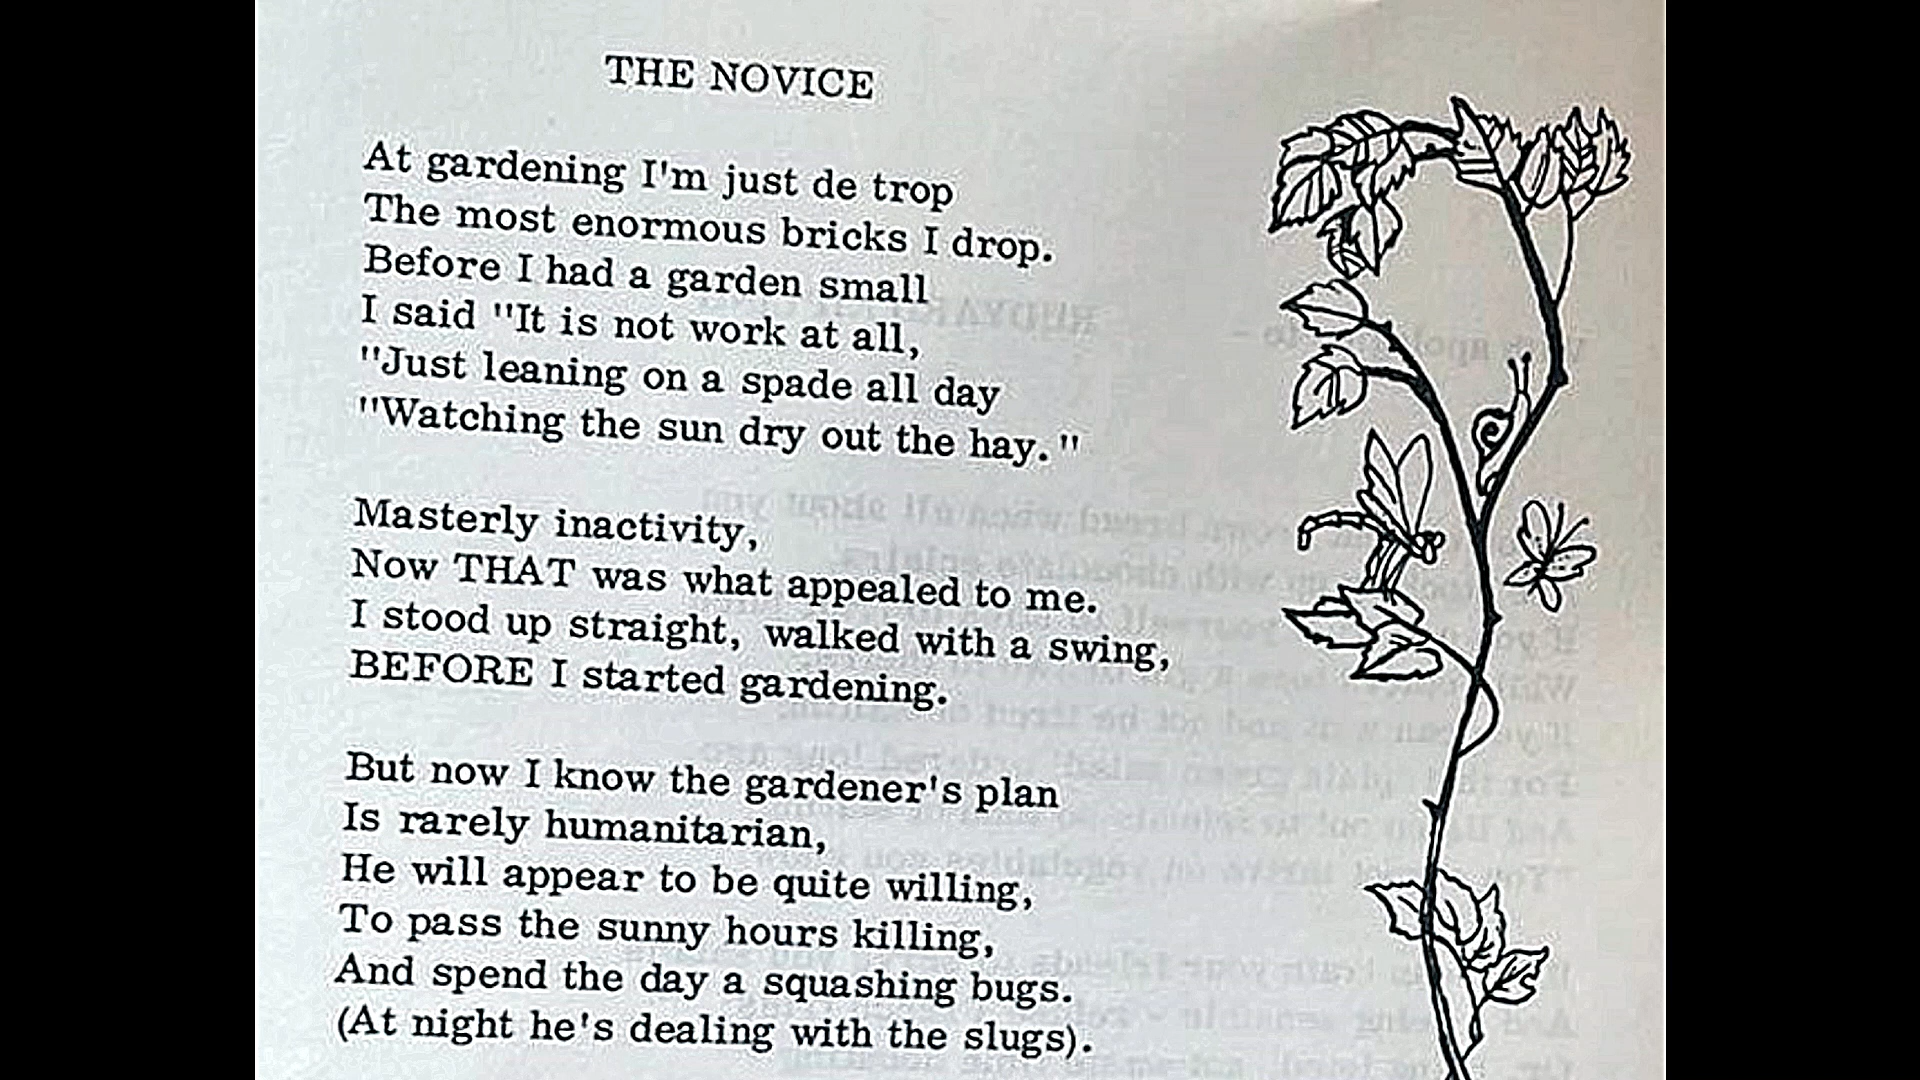 THE NOVICE
At gardening I'm just de trop
The most enormous bricks I drop.
Before I had a garden small
I said "It is not work at all,
"Just leaning on a spade all day
"Watching the sun dry out the hay."
Masterly inactivity,
Now THAT was what appealed to me.
I stood up straight, walked with a swing,
BEFORE I started gardening.
But now I know the gardener's plan
Is rarely humanitarian,
He will appear to be quite willing,
To pass the sunny hours killing,
And spend the day a squashing bugs.
(At night he's dealing with the slugs).